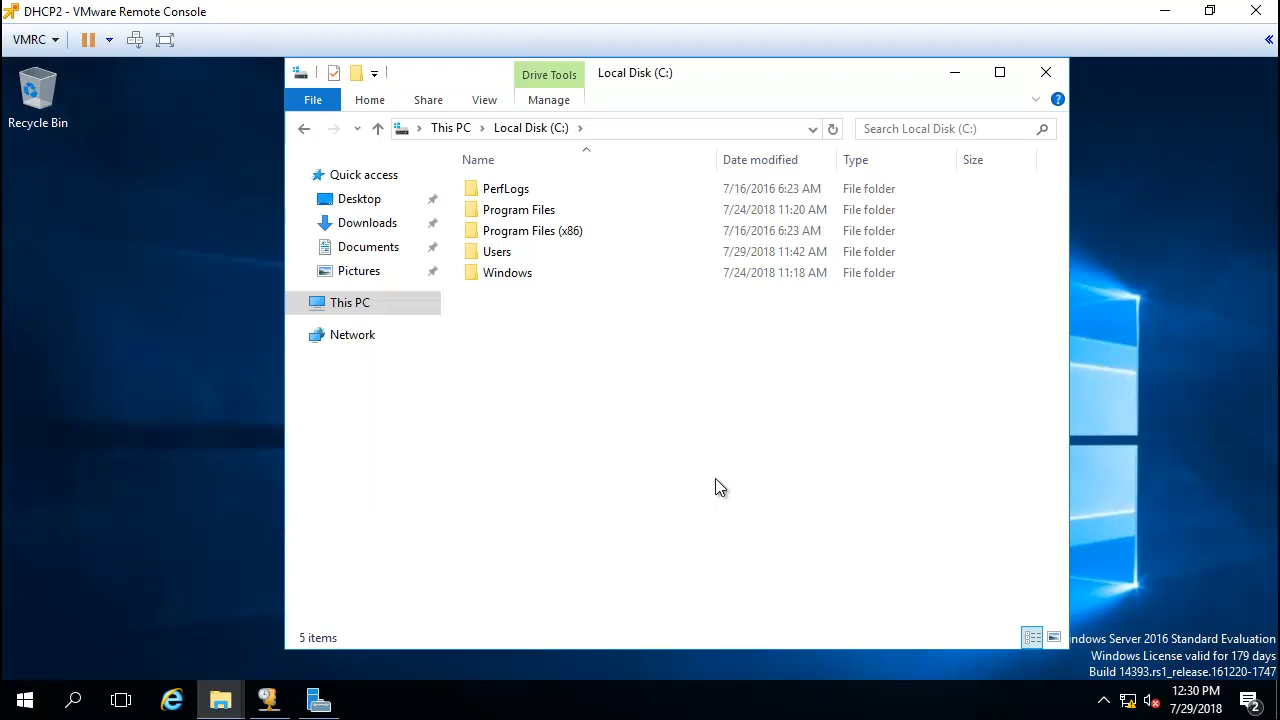 DHCP2 - VMware Remote Console
VMRC
Recycle Bin
Drive Tools
Local Disk (C:)
File
Home
Share
View
Manage
This PC
Local Disk (C:)
Search Local Disk (C:)
Name
Date modified
Type
Size
Quick access
Desktop
Downloads
Documents
Pictures
This PC
Network
PerfLogs 7/16/2016 6:23 AM File folder
Program Files 7/24/2018 11:20 AM File folder
Program Files (x86) 7/16/2016 6:23 AM File folder
Users 7/29/2018 11:42 AM File folder
Windows 7/24/2018 11:18 AM File folder
5 items
ndows Server 2016 Standard Evaluation
Windows License valid for 179 days
Build 14393.rs1_release.161220-1747
12:30 PM
7/29/2018
2